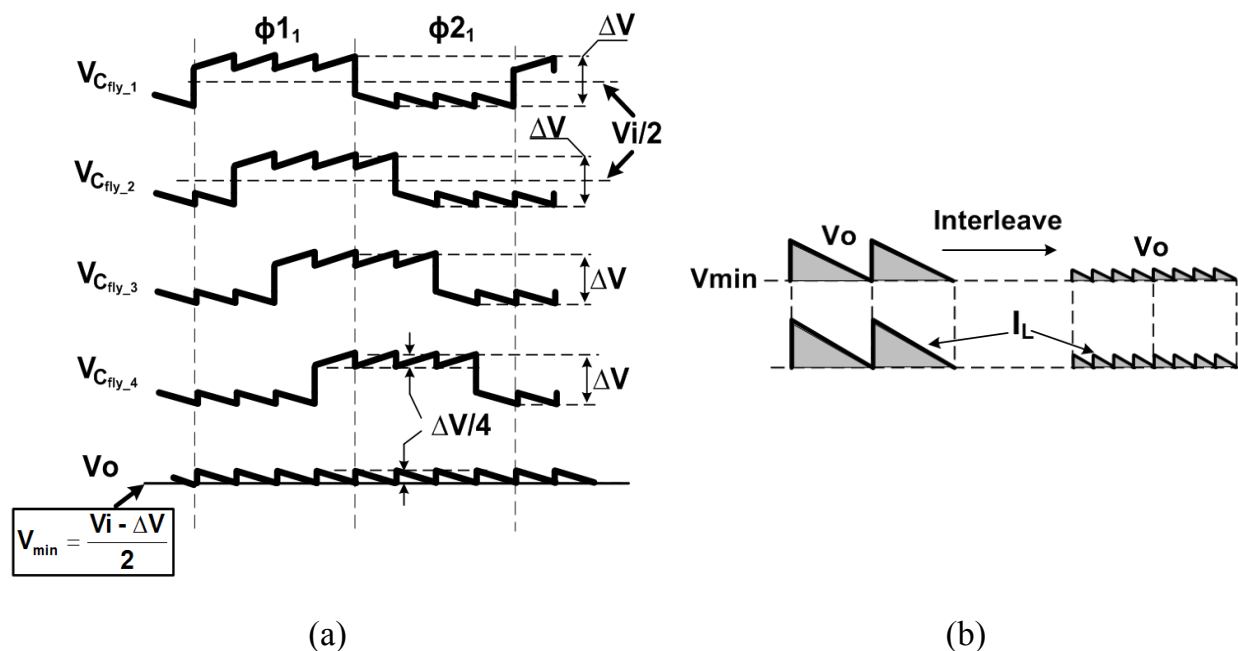 ϕ1₁ ϕ2₁
ΔV
V_Cfly_1
Vi/2
ΔV
V_Cfly_2
V_Cfly_3
ΔV
V_Cfly_4
ΔV
ΔV/4
Vo
V_min = (Vi - ΔV)/2
(a)
Interleave
Vo
Vo
Vmin
I_L
(b)